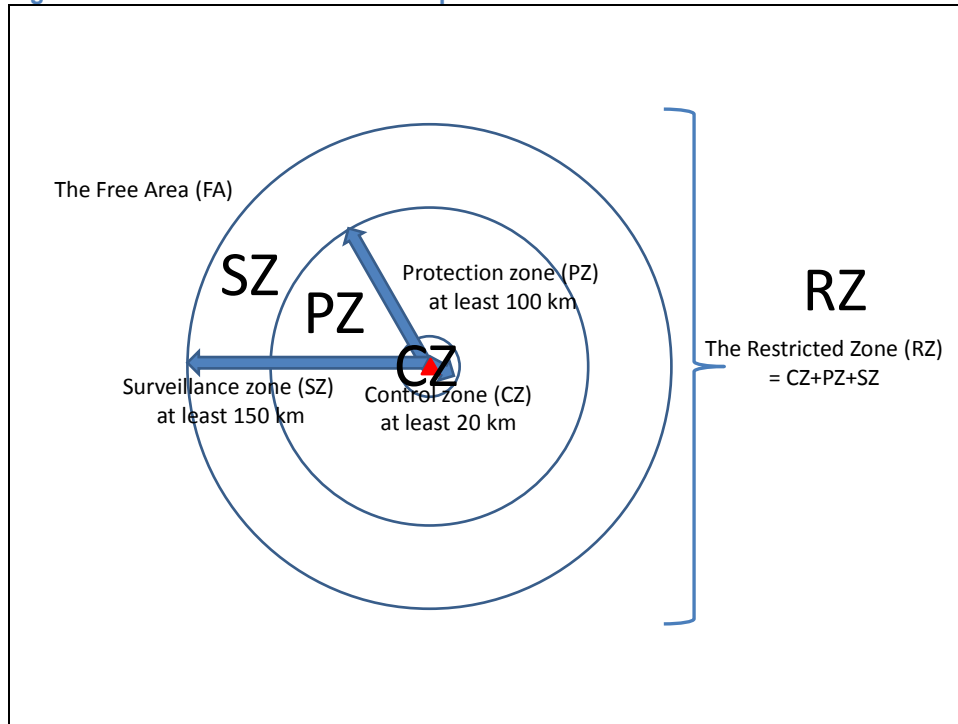 The Free Area (FA)
SZ
PZ
Protection zone (PZ)
at least 100 km
CZ
Surveillance zone (SZ)
at least 150 km
Control zone (CZ)
at least 20 km
RZ
The Restricted Zone (RZ)
= CZ+PZ+SZ